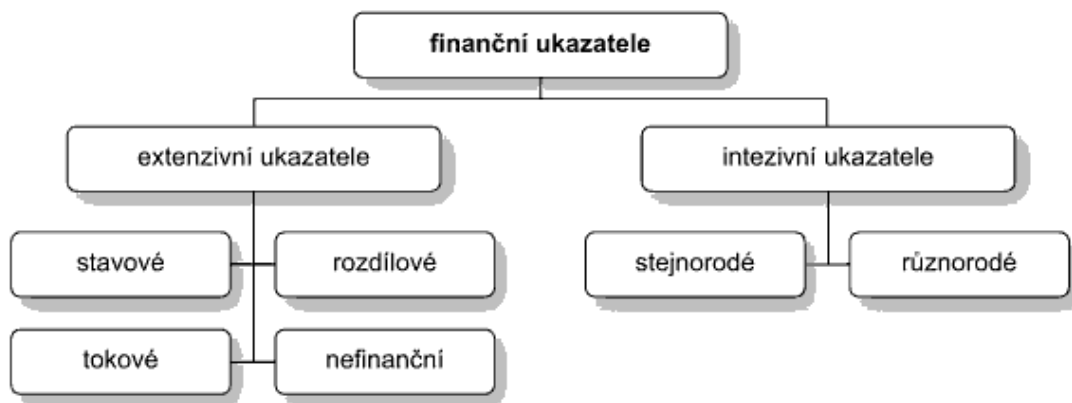 finanční ukazatele
extenzivní ukazatele
intezivní ukazatele
stavové
rozdílové
stejnorodé
různorodé
tokové
nefinanční